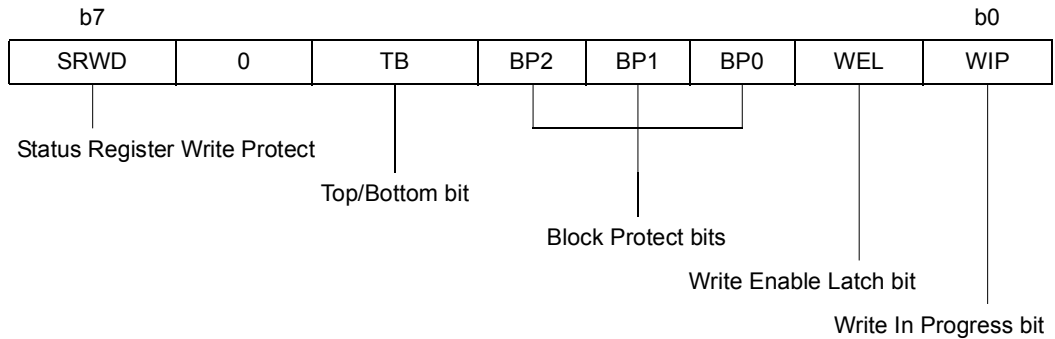 b7 b0
SRWD 0 TB BP2 BP1 BP0 WEL WIP
Status Register Write Protect
Top/Bottom bit
Block Protect bits
Write Enable Latch bit
Write In Progress bit